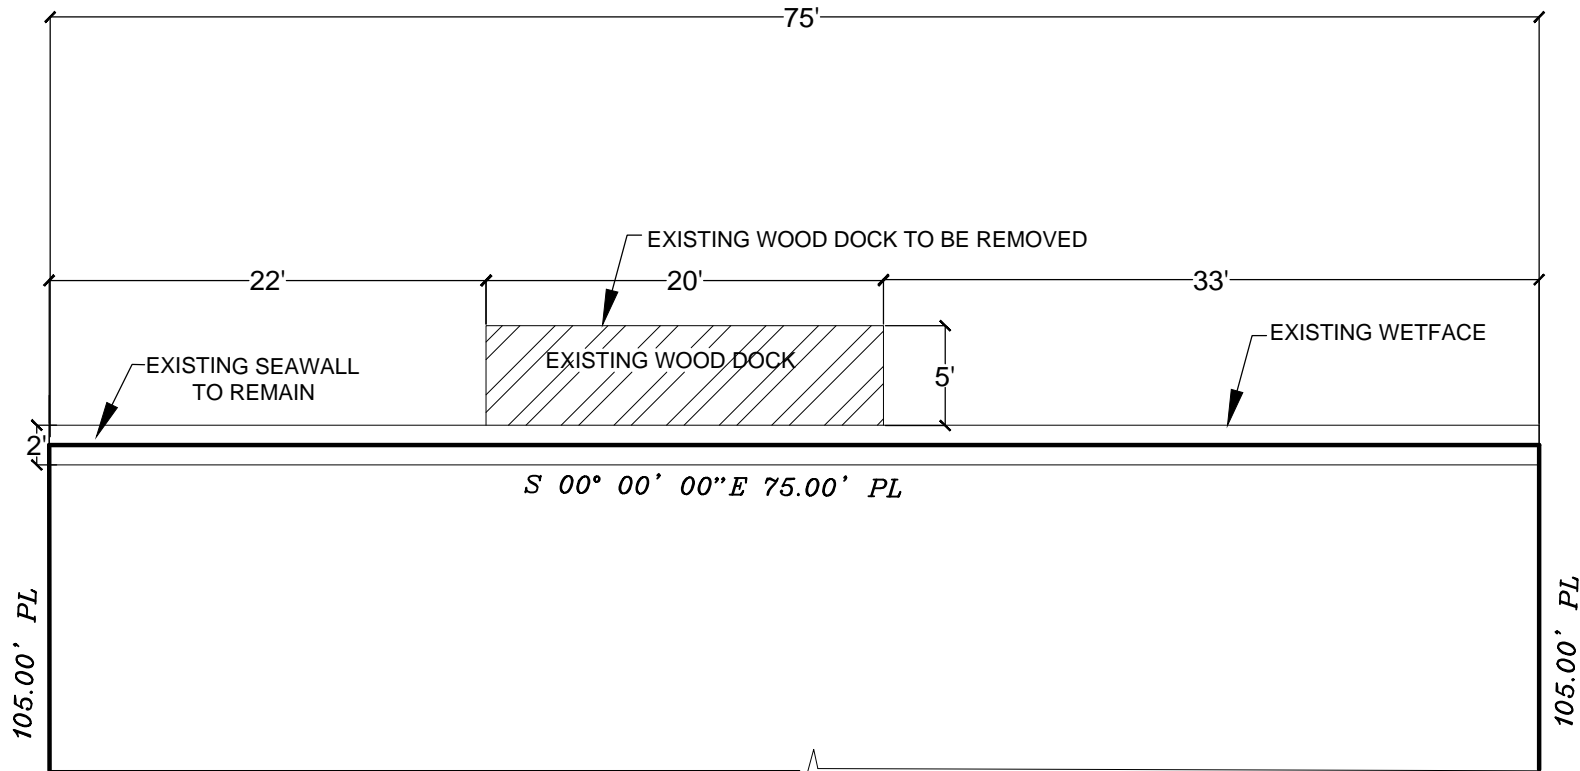 75'
EXISTING WOOD DOCK TO BE REMOVED
22'
20'
33'
EXISTING WETFACE
EXISTING WOOD DOCK
EXISTING SEAWALL
TO REMAIN
5'
2'
S 00° 00’ 00”E 75.00’ PL
105.00’ PL
105.00’ PL